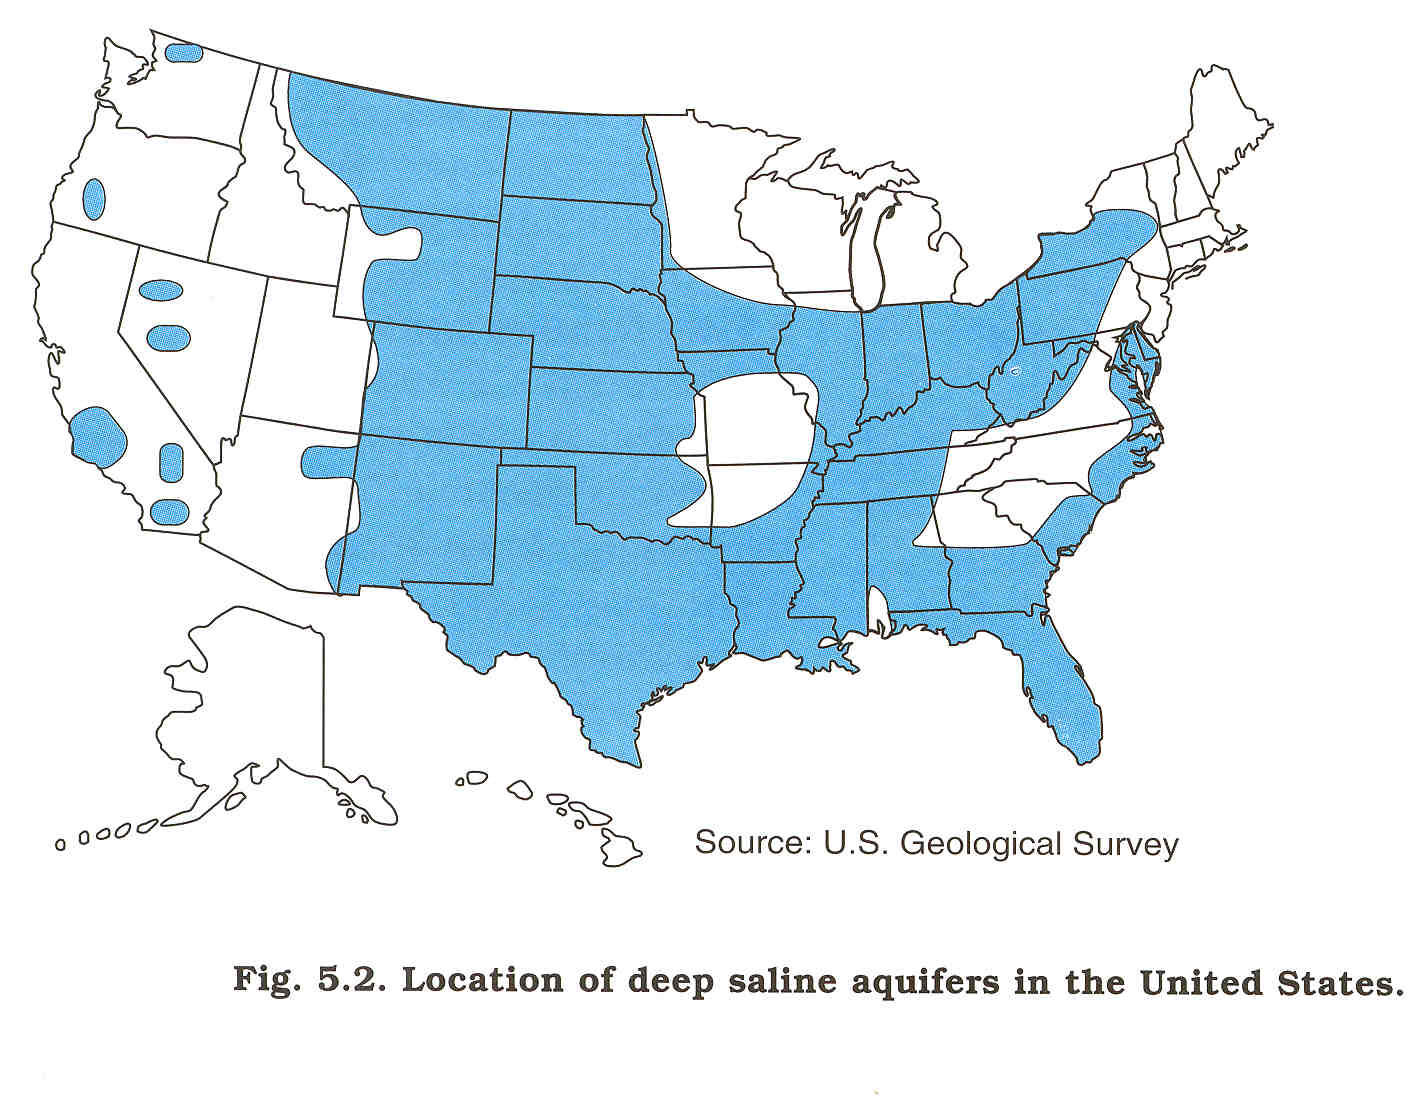 Source: U.S. Geological Survey
Fig. 5.2. Location of deep saline aquifers in the United States.